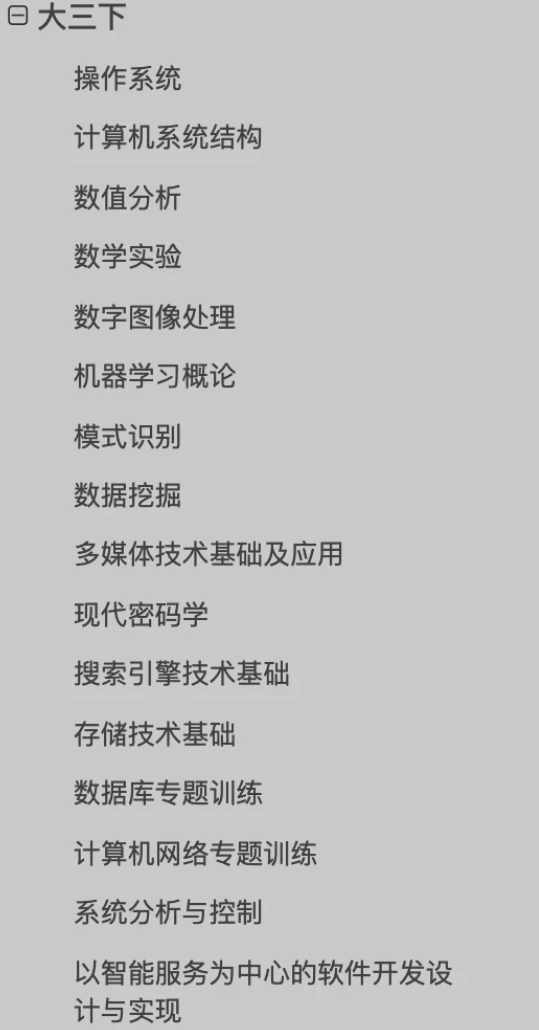 大三下
操作系统
计算机系统结构
数值分析
数学实验
数字图像处理
机器学习概论
模式识别
数据挖掘
多媒体技术基础及应用
现代密码学
搜索引擎技术基础
存储技术基础
数据库专题训练
计算机网络专题训练
系统分析与控制
以智能服务为中心的软件开发设
计与实现